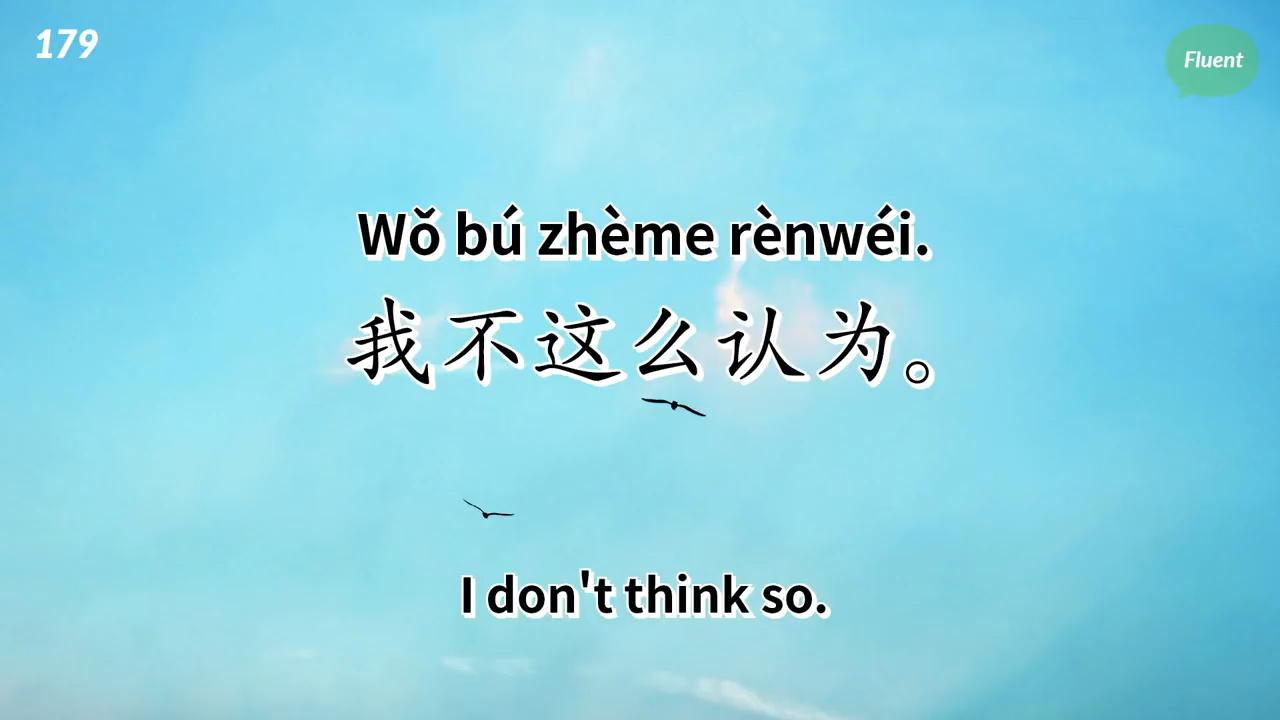 179
Fluent
Wǒ bú zhème rènwéi.
我不这么认为。
I don't think so.